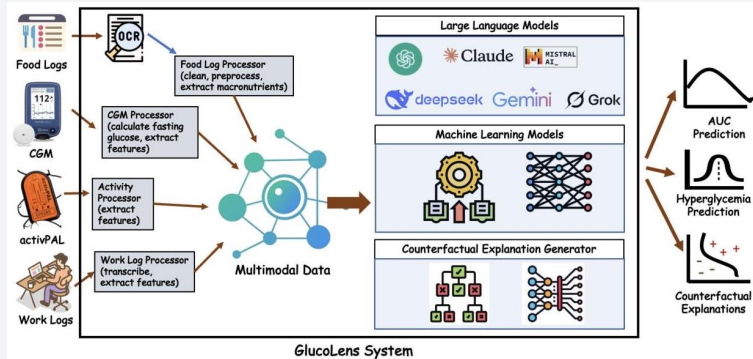 Food Logs
OCR
Food Log Processor
(clean, preprocess,
extract macronutrients)
112
CGM
CGM Processor
(calculate fasting
glucose, extract
features)
activPAL
Activity
Processor
(extract
features)
Work Logs
Work Log Processor
(transcribe,
extract features)
Multimodal Data
Large Language Models
Claude
MISTRAL
AI_
deepseek
Gemini
Grok
Machine Learning Models
Counterfactual Explanation Generator
AUC
Prediction
Hyperglycemia
Prediction
Counterfactual
Explanations
GlucoLens System